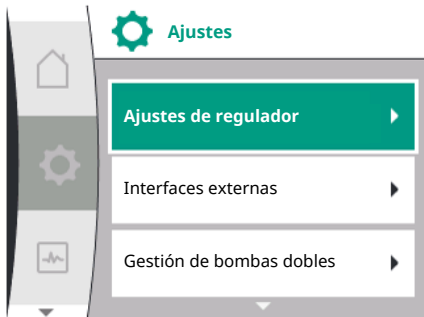 Ajustes
Ajustes de regulador
Interfaces externas
Gestión de bombas dobles